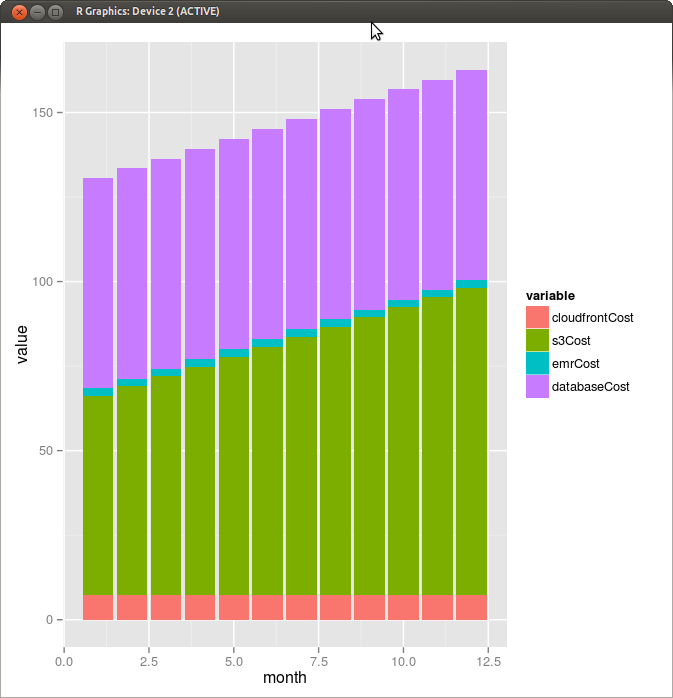 R Graphics: Device 2 (ACTIVE)
150
100
50
0
value
0.0 2.5 5.0 7.5 10.0 12.5
month
variable
cloudfrontCost
s3Cost
emrCost
databaseCost